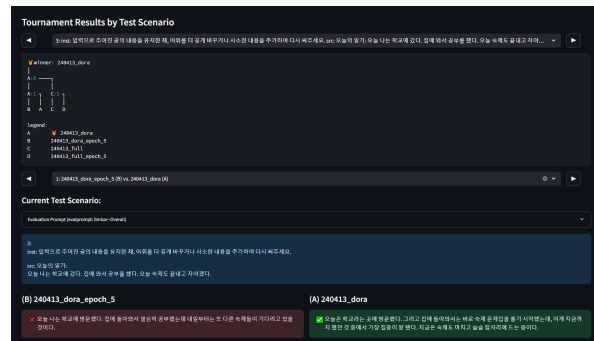 Tournament Results by Test Scenario
3: inst: 입력으로 주어진 글의 내용을 유지한 채, 어휘를 더 길게 바꾸거나 사소한 내용을 추가하여 다시 써주세요. src: 오늘의 일기: 오늘 나는 학교에 갔다. 집에 와서 공부를 했다. 오늘 숙제도 끝내고 자야...
winner: 240413_dora
A:0
A:1 C:2
B A C D
legend:
A 240413_dora
B 240413_dora_epoch_5
C 240413_full
D 240413_full_epoch_5
1: 240413_dora_epoch_5 (B) vs. 240413_dora (A)
Current Test Scenario:
Evaluation Prompt (evalprompt: Embar-Overall)
3:
inst: 입력으로 주어진 글의 내용을 유지한 채, 어휘를 더 길게 바꾸거나 사소한 내용을 추가하여 다시 써주세요.
src: 오늘의 일기:
오늘 나는 학교에 갔다. 집에 와서 공부를 했다. 오늘 숙제도 끝내고 자야겠다.
(B) 240413_dora_epoch_5
(A) 240413_dora
오늘 나는 학교에 방문했다. 집에 돌아와서 열심히 공부했는데 내일부터는 또 다른 숙제들이 기다리고 있을
것이다.
오늘은 학교라는 곳에 방문했다. 그리고 집에 돌아와서는 바로 숙제 문제집을 풀기 시작했는데, 이게 지금까
지 했던 것 중에서 가장 집중이 잘 됐다. 지금은 숙제도 마치고 슬슬 잠자리에 드는 중이다.